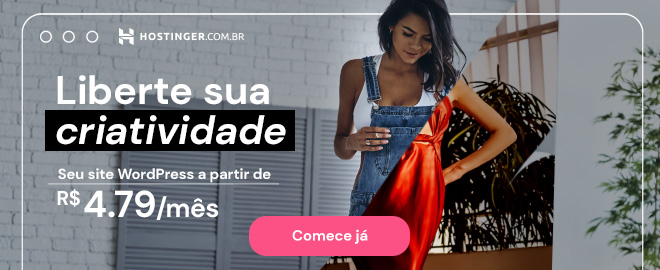 HOSTINGER.COM.BR
Liberte sua
criatividade
Seu site WordPress a partir de
R$ 4.79/mês
Comece já